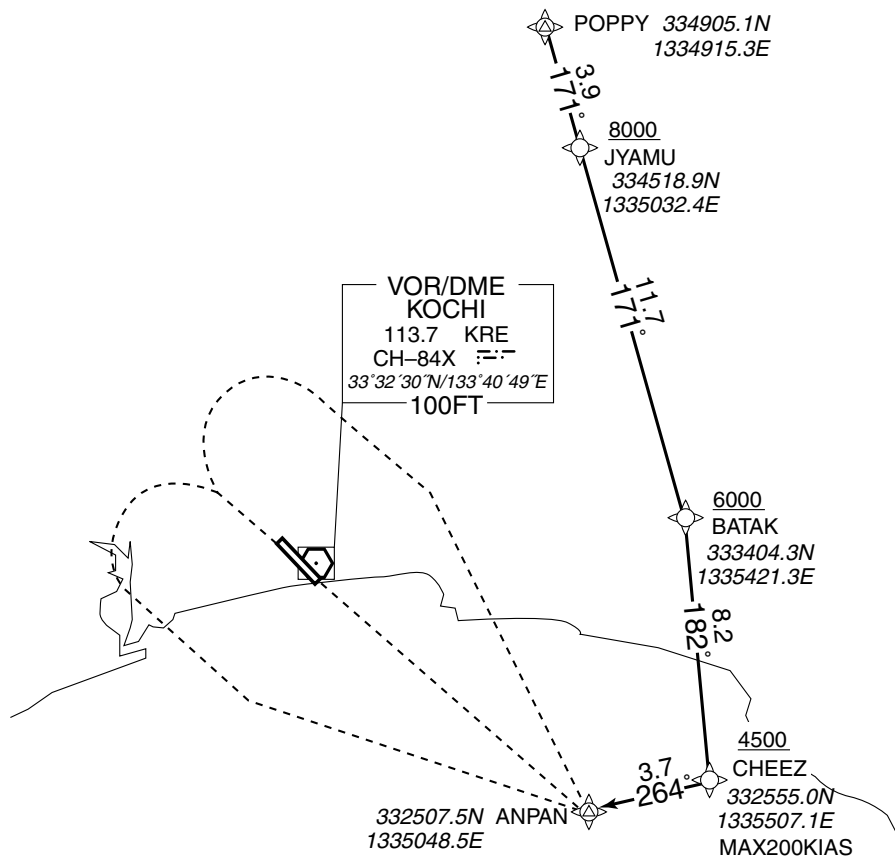 POPPY 334905.1N
1334915.3E
3.9
171°
8000
JYAMU
334518.9N
1335032.4E
11.7
171°
VOR/DME
KOCHI
113.7 KRE
CH–84X
33°32´30˝N/133°40´49˝E
100FT
6000
BATAK
333404.3N
1335421.3E
8.2
182°
4500
CHEEZ
332555.0N
1335507.1E
MAX200KIAS
3.7
264°
332507.5N ANPAN
1335048.5E